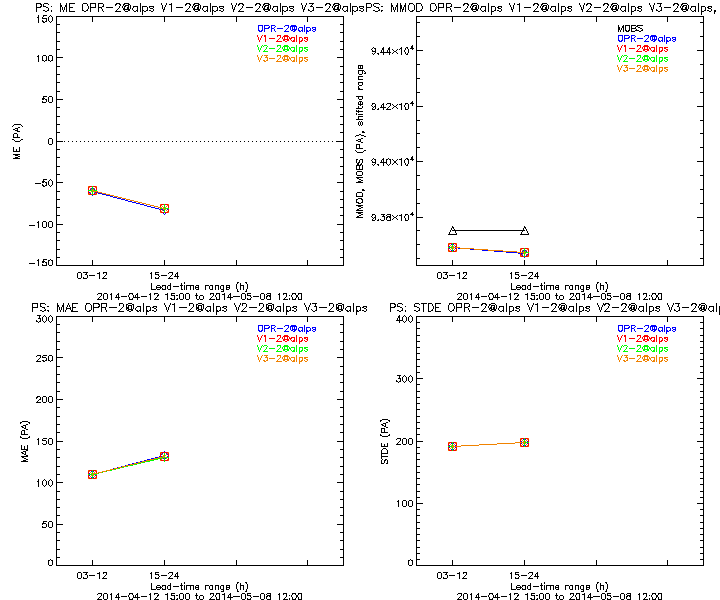 PS: ME OPR-2@alps V1-2@alps V2-2@alps V3-2@alps
OPR-2@alps
V1-2@alps
V2-2@alps
V3-2@alps
150
100
50
0
-50
-100
-150
ME (PA)
03-12
15-24
Lead-time range (h)
2014-04-12 15:00 to 2014-05-08 12:00
PS: MMOD OPR-2@alps V1-2@alps V2-2@alps V3-2@alps,
MOBS
OPR-2@alps
V1-2@alps
V2-2@alps
V3-2@alps
9.44×10⁴
9.42×10⁴
9.40×10⁴
9.38×10⁴
MMOD, MOBS (PA), shifted range
03-12
15-24
Lead-time range (h)
2014-04-12 15:00 to 2014-05-08 12:00
PS: MAE OPR-2@alps V1-2@alps V2-2@alps V3-2@alps
OPR-2@alps
V1-2@alps
V2-2@alps
V3-2@alps
300
250
200
150
100
50
0
MAE (PA)
03-12
15-24
Lead-time range (h)
2014-04-12 15:00 to 2014-05-08 12:00
PS: STDE OPR-2@alps V1-2@alps V2-2@alps V3-2@alp
OPR-2@alps
V1-2@alps
V2-2@alps
V3-2@alps
400
300
200
100
0
STDE (PA)
03-12
15-24
Lead-time range (h)
2014-04-12 15:00 to 2014-05-08 12:00